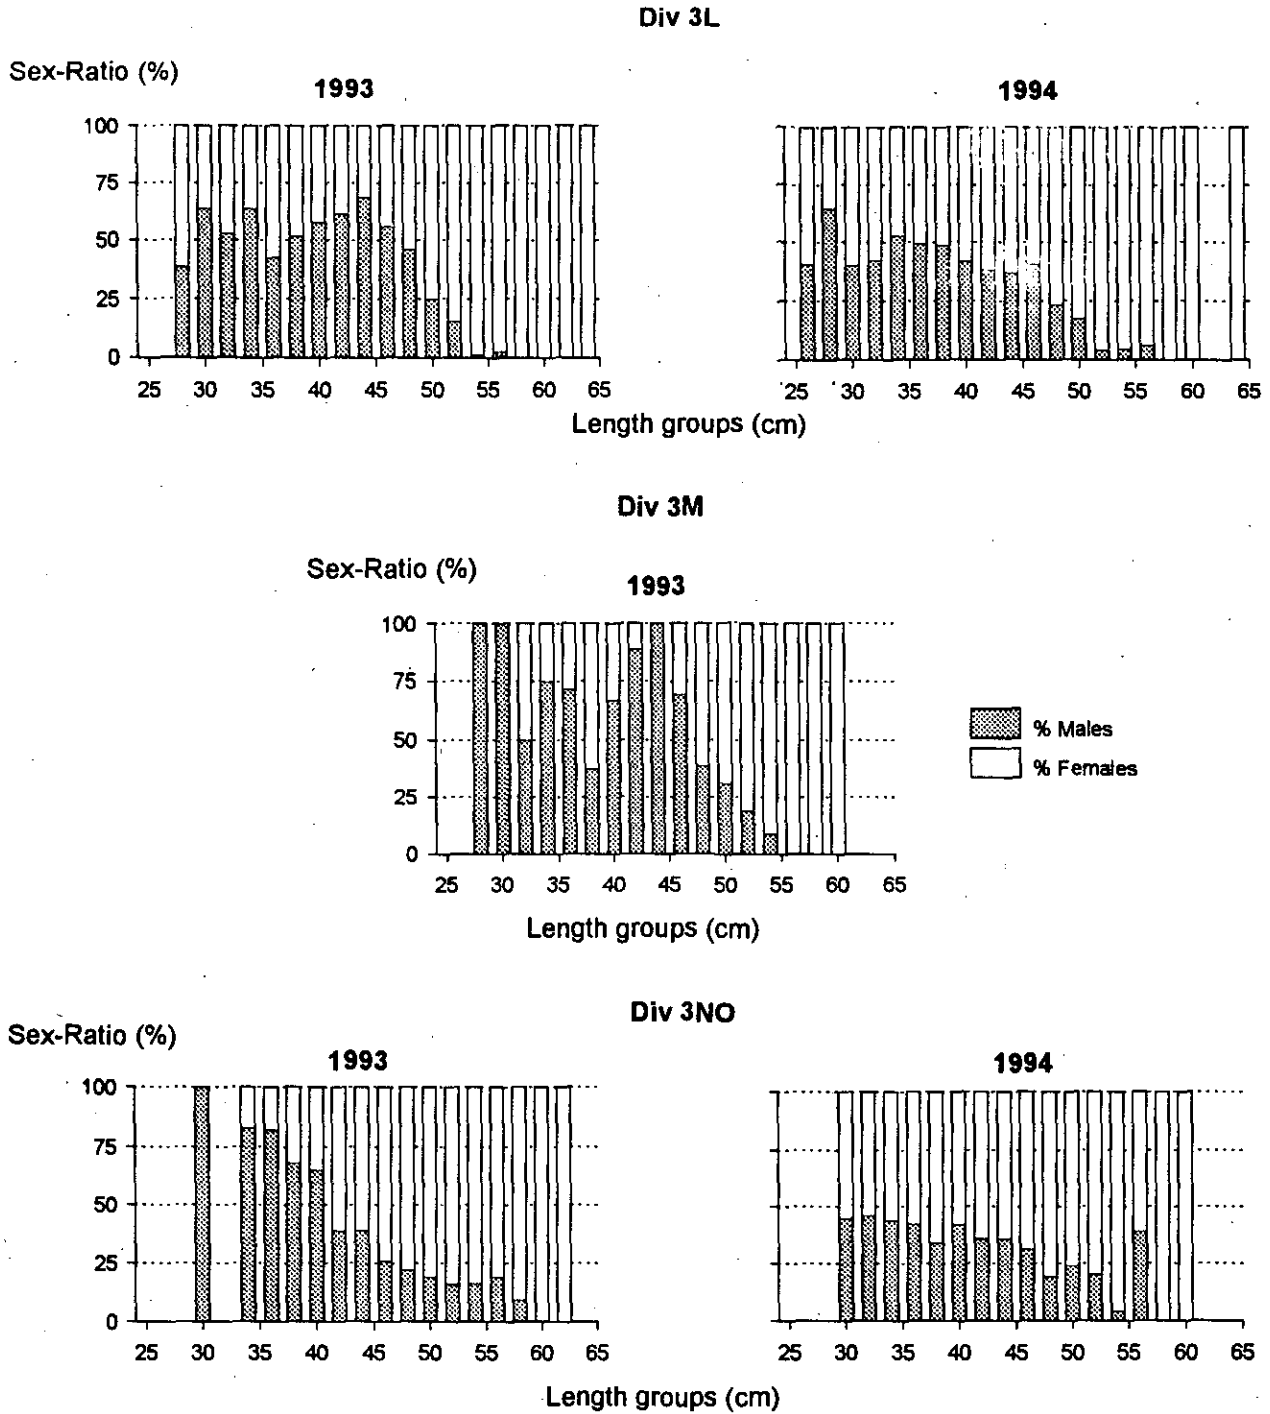 Div 3L
Sex-Ratio (%)
1993
1994
100
75
50
25
0
25 30 35 40 45 50 55 60 65
25 30 35 40 45 50 55 60 65
Length groups (cm)
Div 3M
Sex-Ratio (%)
1993
100
75
50
25
0
25 30 35 40 45 50 55 60 65
Length groups (cm)
% Males
% Females
Div 3NO
Sex-Ratio (%)
1993
1994
100
75
50
25
0
25 30 35 40 45 50 55 60 65
25 30 35 40 45 50 55 60 65
Length groups (cm)